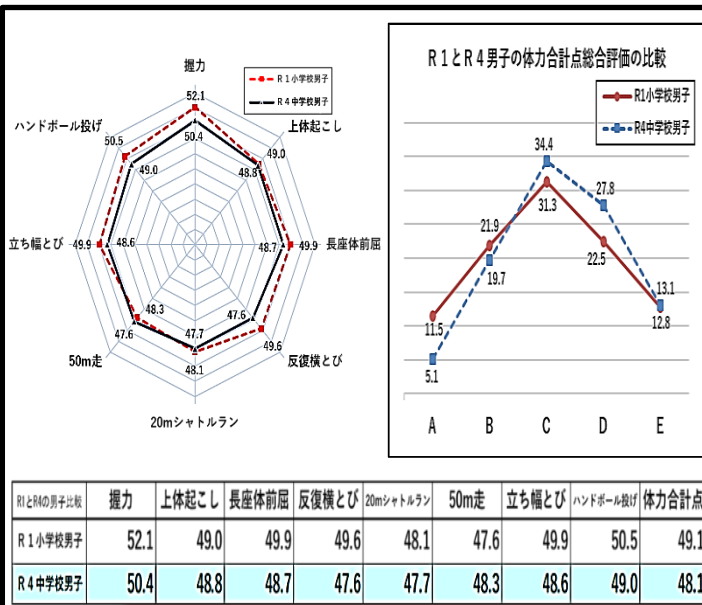 握力
R１小学校男子
R４中学校男子
52.1
50.4
上体起こし
49.0
48.8
長座体前屈
49.9
48.7
反復横とび
47.6
49.6
20mシャトルラン
47.7
48.1
50m走
48.3
47.6
立ち幅とび
49.9
48.6
ハンドボール投げ
50.5
49.0
R１とR４男子の体力合計点総合評価の比較
R1小学校男子
R4中学校男子
34.4
31.3
27.8
21.9
19.7
22.5
13.1
12.8
11.5
5.1
A B C D E
R1とR4の男子比較 握力 上体起こし 長座体前屈 反復横とび 20mシャトルラン 50m走 立ち幅とび ハンドボール投げ 体力合計点
R１小学校男子 52.1 49.0 49.9 49.6 48.1 47.6 49.9 50.5 49.1
R４中学校男子 50.4 48.8 48.7 47.6 47.7 48.3 48.6 49.0 48.1